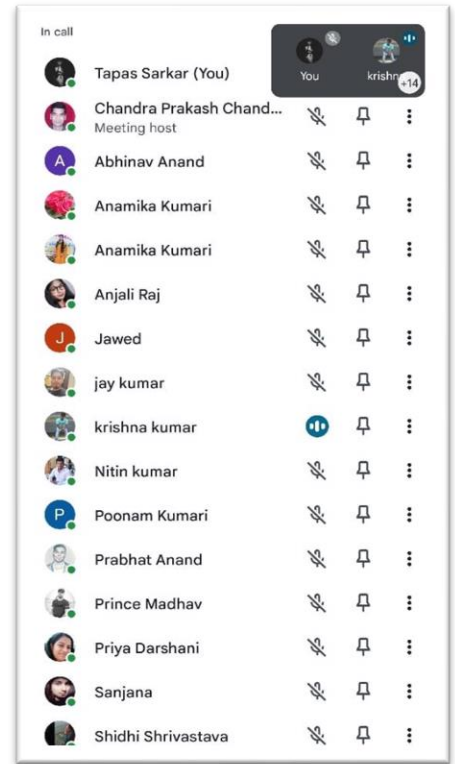 In call
You
krishn
+14
Tapas Sarkar (You)
Chandra Prakash Chand...
Meeting host
A
Abhinav Anand
Anamika Kumari
Anamika Kumari
Anjali Raj
J
Jawed
jay kumar
krishna kumar
Nitin kumar
P
Poonam Kumari
Prabhat Anand
Prince Madhav
Priya Darshani
Sanjana
Shidhi Shrivastava